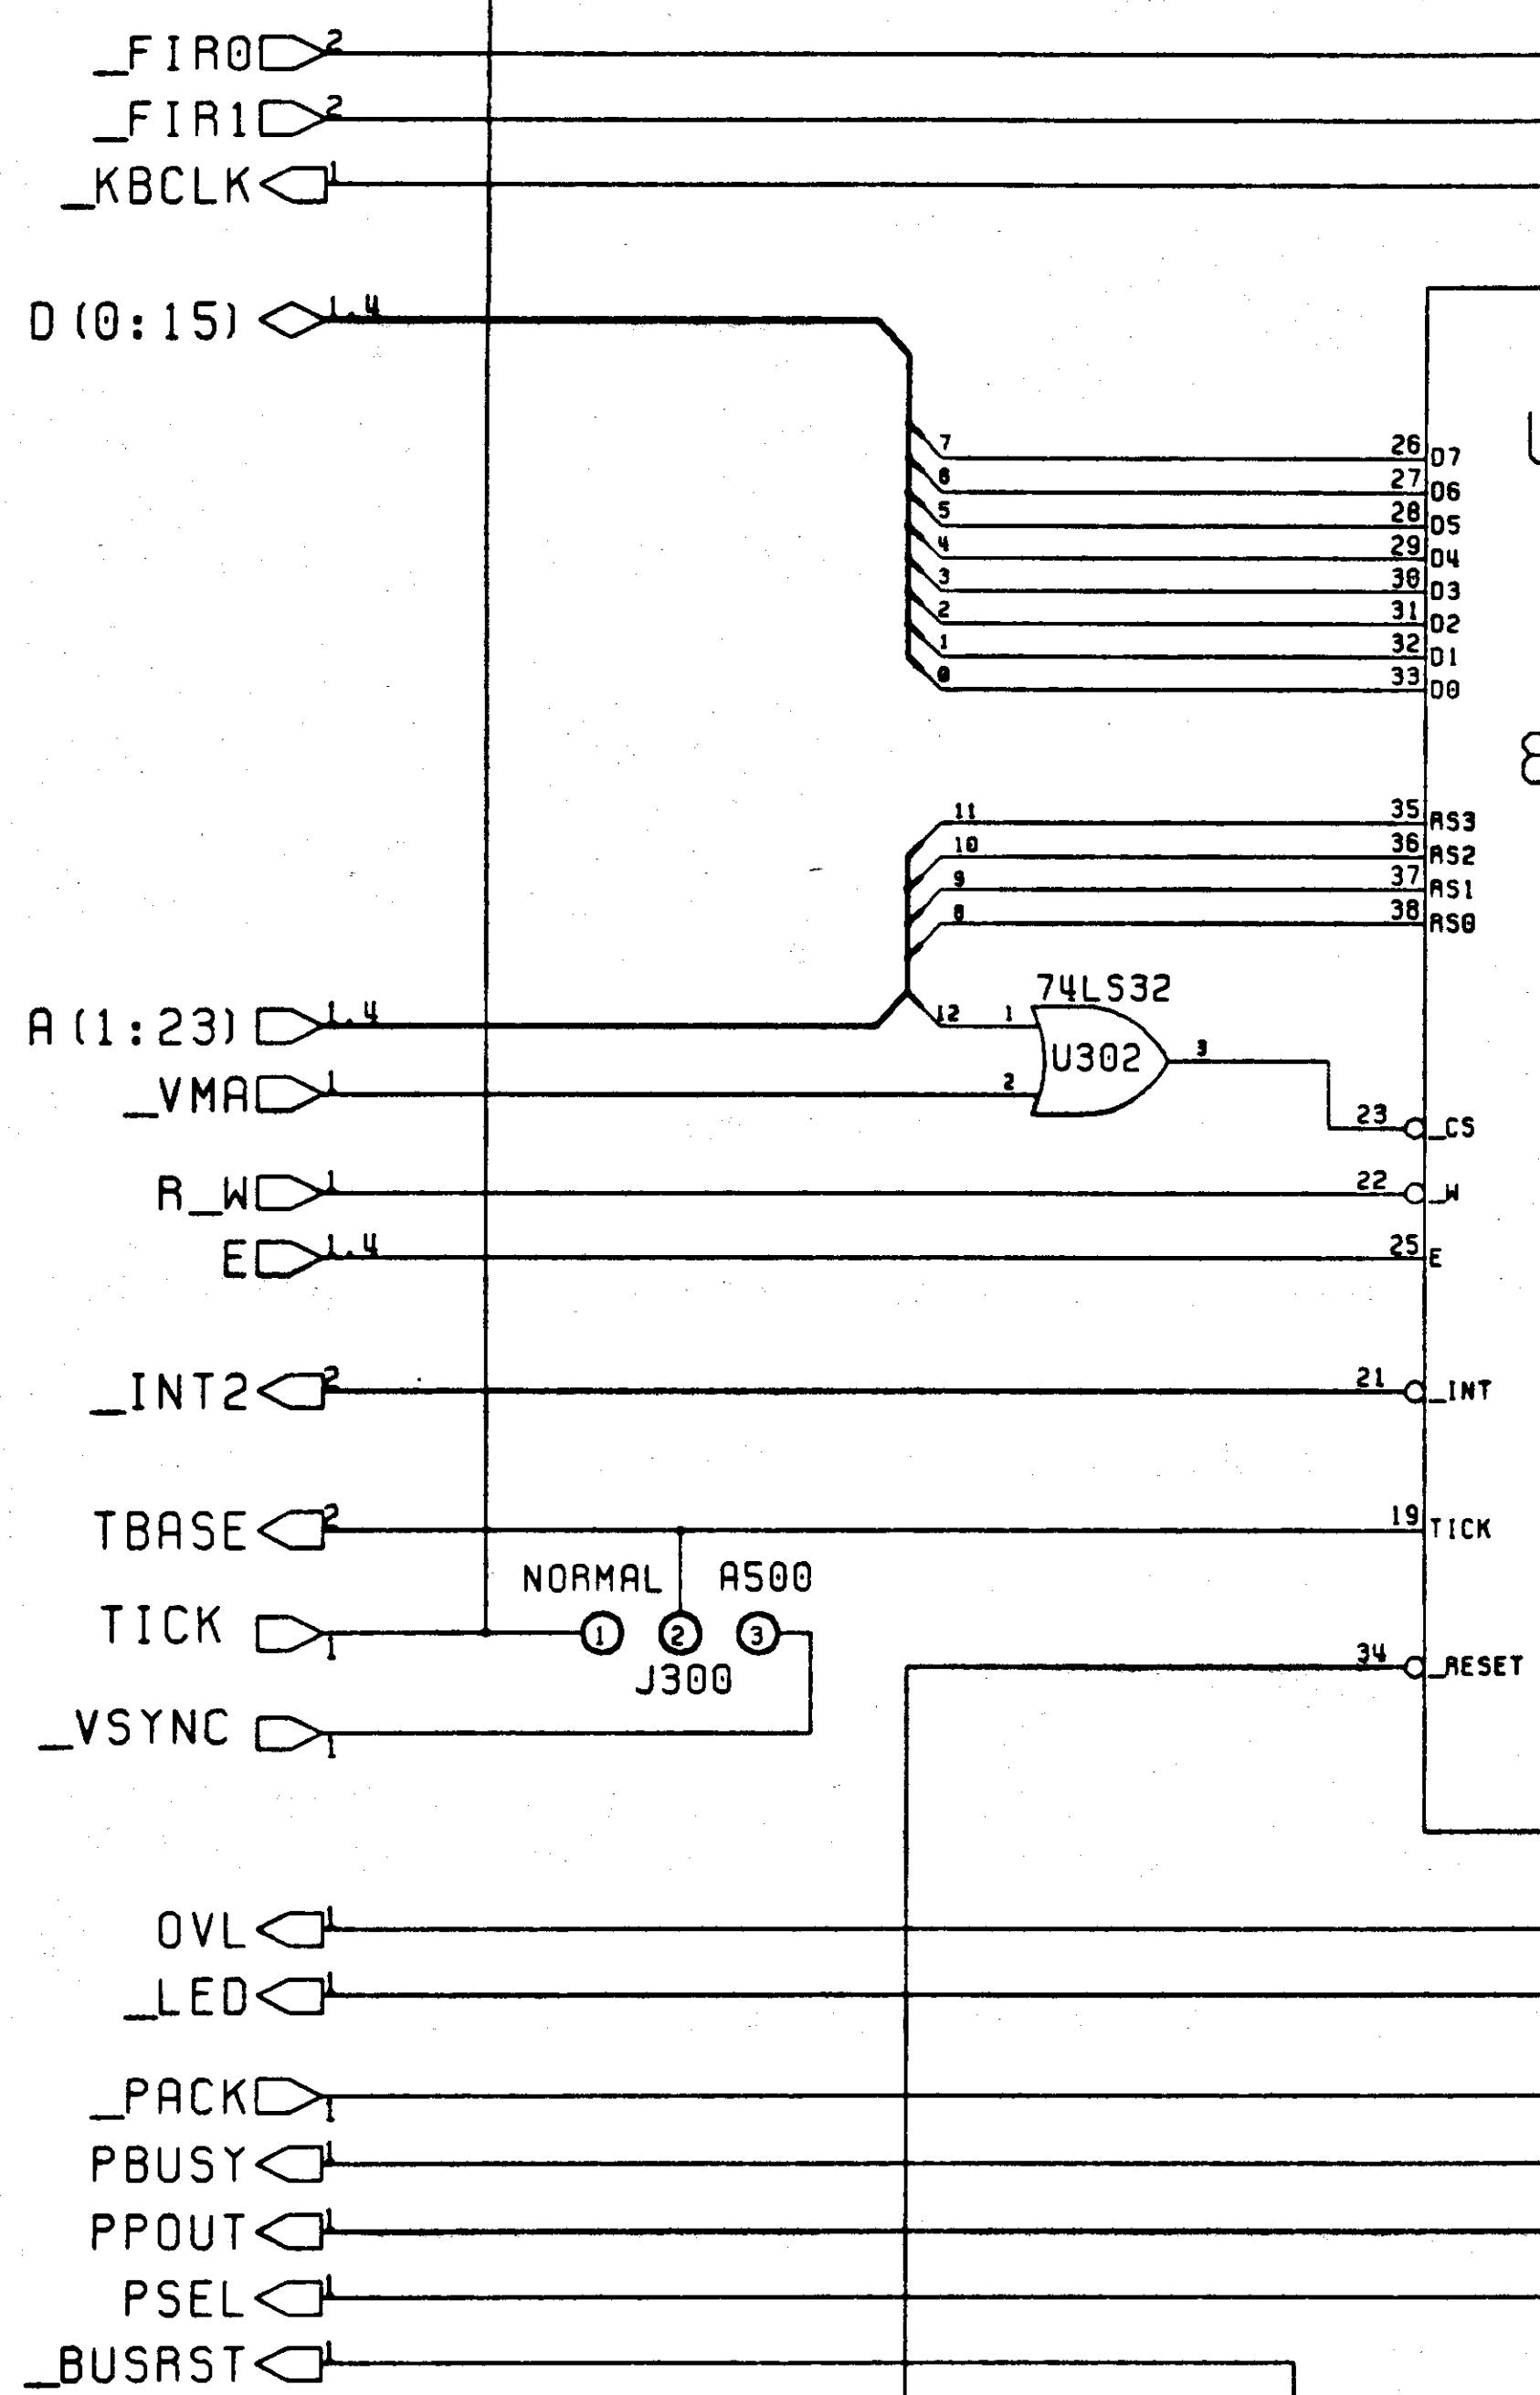 _FIR0 2
_FIR1 2
_KBCLK 1
D(0:15) 1.4
7 26 D7
6 27 D6
5 28 D5
4 29 D4
3 30 D3
2 31 D2
1 32 D1
0 33 D0
11 35 RS3
10 36 RS2
9 37 RS1
8 38 RS0
74LS32
A(1:23) 1.4 12 1
U302 3
_VMA 1 2
23 _CS
R_W 1 22 _W
E 1.4 25 E
_INT2 2 21 _INT
TBASE 2 19 TICK
NORMAL A500
TICK 1 1 2 3
J300
34 _RESET
_VSYNC 1
OVL 1
_LED 1
_PACK 1
PBUSY 1
PPOUT 1
PSEL 1
_BUSRST 1